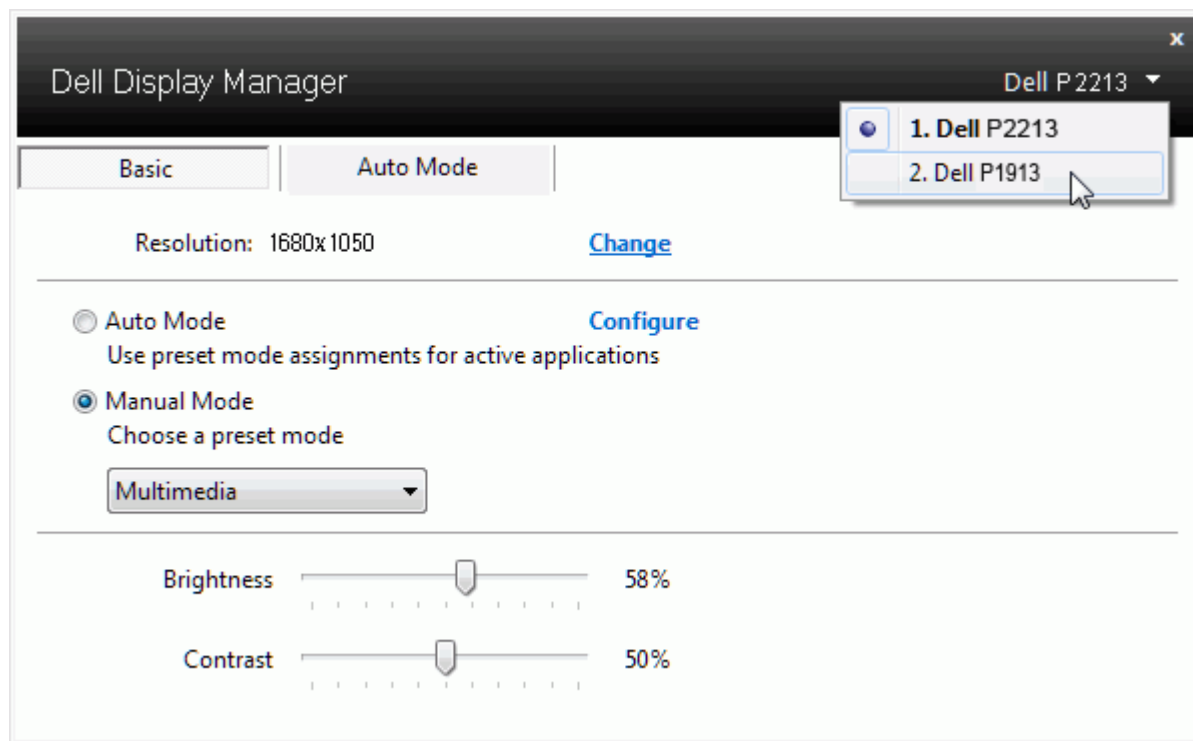 x
Dell Display Manager
Dell P2213
1. Dell P2213
2. Dell P1913
Basic
Auto Mode
Resolution: 1680x1050
Change
Auto Mode
Configure
Use preset mode assignments for active applications
Manual Mode
Choose a preset mode
Multimedia
Brightness
58%
Contrast
50%